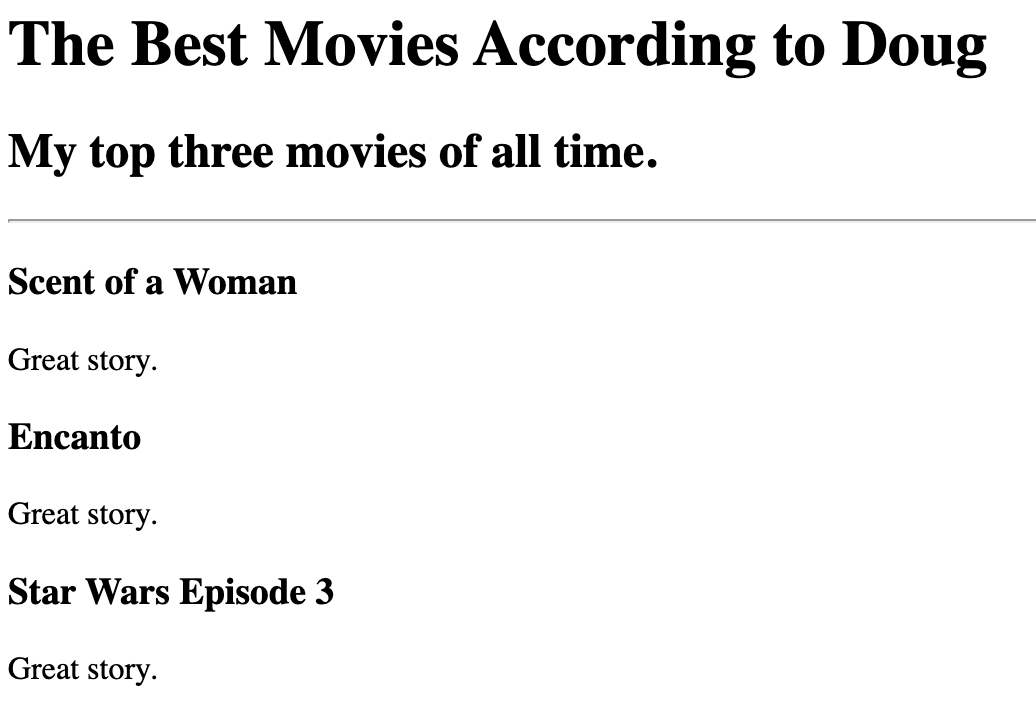 The Best Movies According to Doug
My top three movies of all time.
Scent of a Woman
Great story.
Encanto
Great story.
Star Wars Episode 3
Great story.